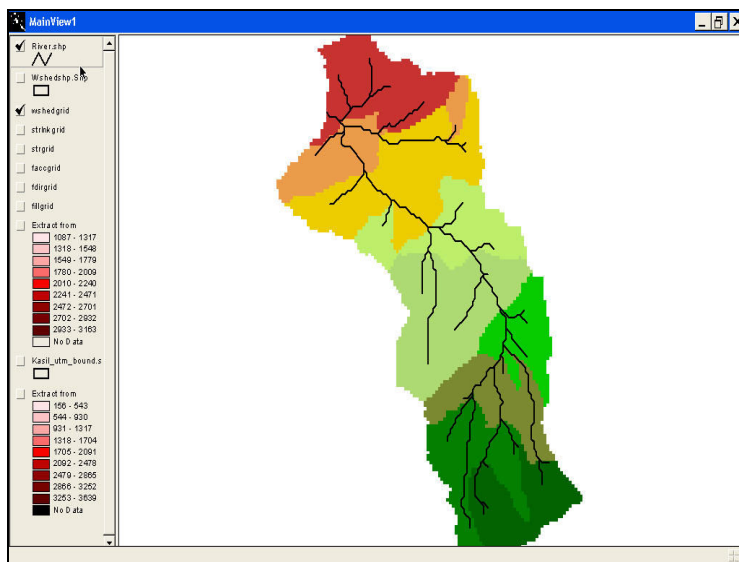 MainView1
River.shp
Wshedshp.Shp
wshedgrid
strlnkgrid
strgrid
faccgrid
fdirgrid
fillgrid
Extract from
1087 - 1317
1318 - 1548
1549 - 1779
1780 - 2009
2010 - 2240
2241 - 2471
2472 - 2701
2702 - 2932
2933 - 3163
No Data
Kasil_utm_bound.s
Extract from
156 - 543
544 - 930
931 - 1317
1318 - 1704
1705 - 2091
2092 - 2478
2479 - 2865
2866 - 3252
3253 - 3639
No Data